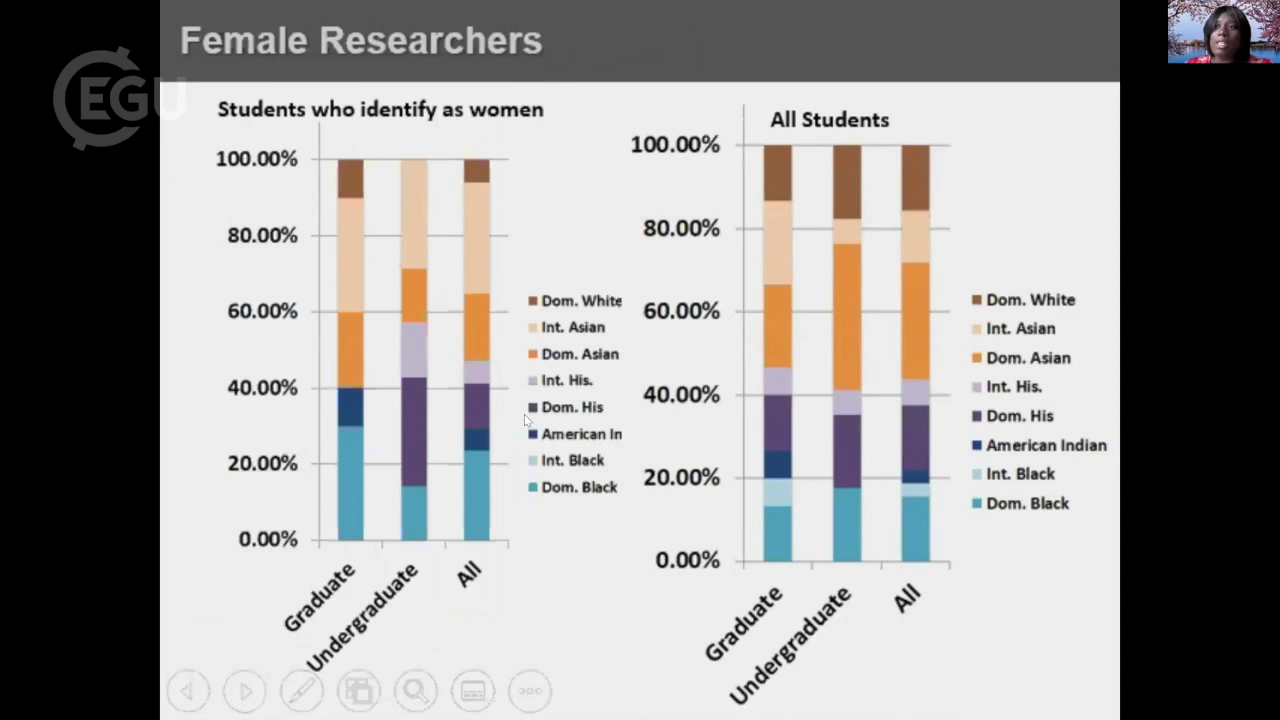 Female Researchers
EGU
Students who identify as women
100.00%
80.00%
60.00%
40.00%
20.00%
0.00%
Graduate
Undergraduate
All
Dom. White
Int. Asian
Dom. Asian
Int. His.
Dom. His
American In
Int. Black
Dom. Black
All Students
100.00%
80.00%
60.00%
40.00%
20.00%
0.00%
Graduate
Undergraduate
All
Dom. White
Int. Asian
Dom. Asian
Int. His.
Dom. His
American Indian
Int. Black
Dom. Black